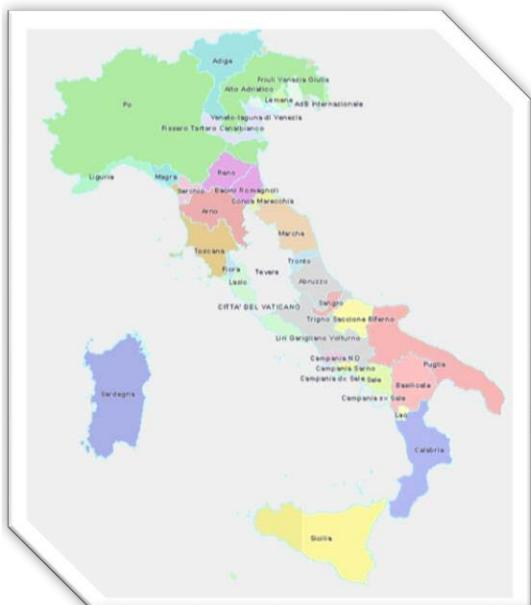 Adige
Friuli Venezia Giulia
Alto Adriatico
Po
Lemene
AdB Internazionale
Veneto-laguna di Venezia
Fissero Tartaro Canalbianco
Liguria
Magra
Reno
Serchio
Bacini Romagnoli
Conca Marecchia
Arno
Marche
Toscana
Tronto
Fiora
Tevere
Lazio
Abruzzo
CITTA' DEL VATICANO
Sangro
Trigno Saccione Biferno
Liri Garigliano Volturno
Campania NO
Puglia
Campania Sarno
Campania dx Sele
Sele
Basilicata
Sardegna
Campania sx Sele
Lao
Calabria
Sicilia